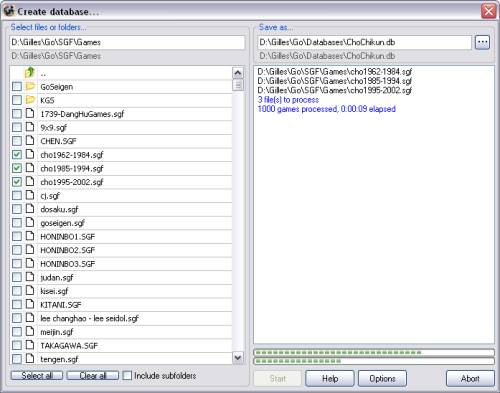 Create database...
Select files or folders...
D:\Gilles\Go\SGF\Games
D:\Gilles\Go\SGF\Games
..
GoSeigen
KGS
1739-DangHuGames.sgf
9x9.sgf
CHEN.SGF
cho1962-1984.sgf
cho1985-1994.sgf
cho1995-2002.sgf
cj.sgf
dosaku.sgf
goseigen.sgf
HONINBO1.SGF
HONINBO2.SGF
HONINBO3.SGF
judan.sgf
kisei.sgf
KITANI.SGF
lee changhao - lee seidol.sgf
meijin.sgf
TAKAGAWA.SGF
tengen.sgf
Select all
Clear all
Include subfolders
Save as...
D:\Gilles\Go\Databases\ChoChikun.db
...
D:\Gilles\Go\Databases\ChoChikun.db
D:\Gilles\Go\SGF\Games\cho1962-1984.sgf
D:\Gilles\Go\SGF\Games\cho1985-1994.sgf
D:\Gilles\Go\SGF\Games\cho1995-2002.sgf
3 file(s) to process
1000 games processed, 0:00:09 elapsed
Start
Help
Options
Abort